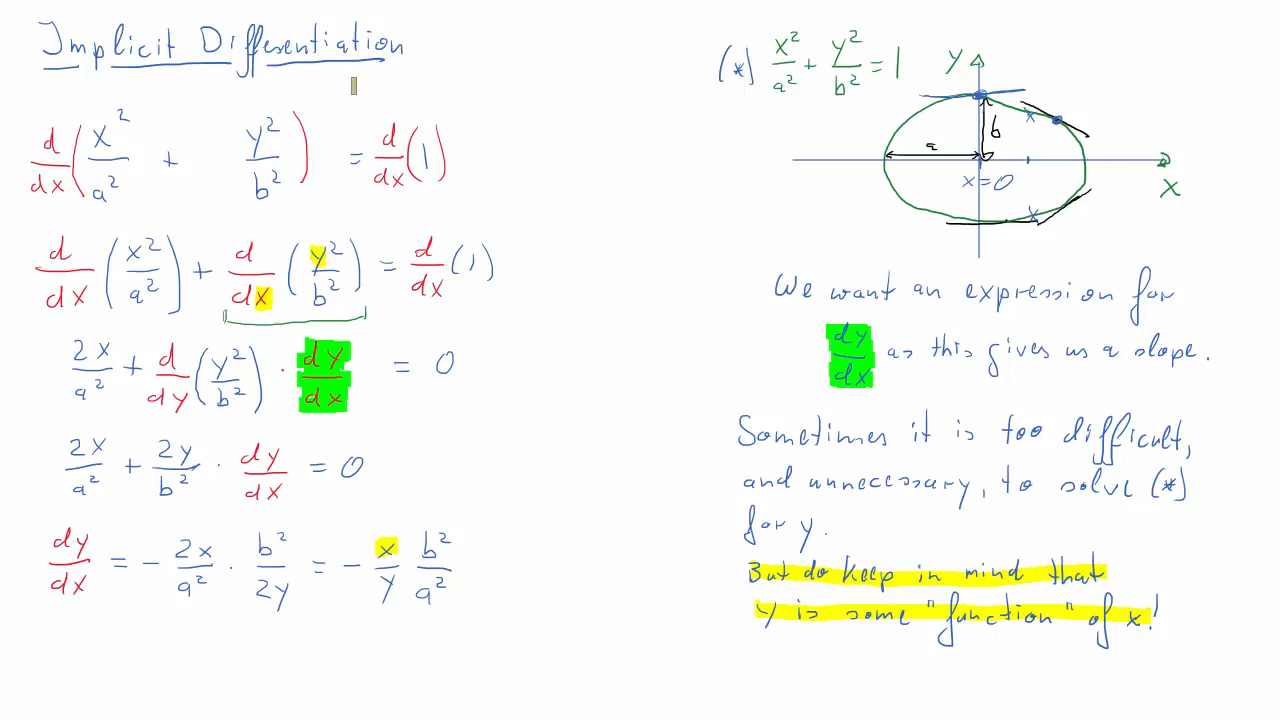 Implicit Differentiation
d/dx (x²/a² + y²/b²) = d/dx (1)
d/dx (x²/a²) + d/dx (y²/b²) = d/dx (1)
2x/a² + d/dy (y²/b²) · dy/dx = 0
2x/a² + 2y/b² · dy/dx = 0
dy/dx = - 2x/a² · b²/2y = - x/y b²/a²
(*) x²/a² + y²/b² = 1
y
b
a
x = 0
x
We want an expression for
dy/dx as this gives us a slope.
Sometimes it is too difficult,
and unnecessary, to solve (*)
for y.
But do keep in mind that
y is some "function" of x!